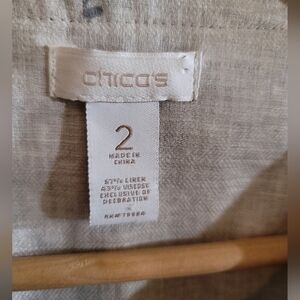 chico's
2
MADE IN
CHINA
57% LINEN
43% VISCOSE
EXCLUSIVE OF
DECORATION